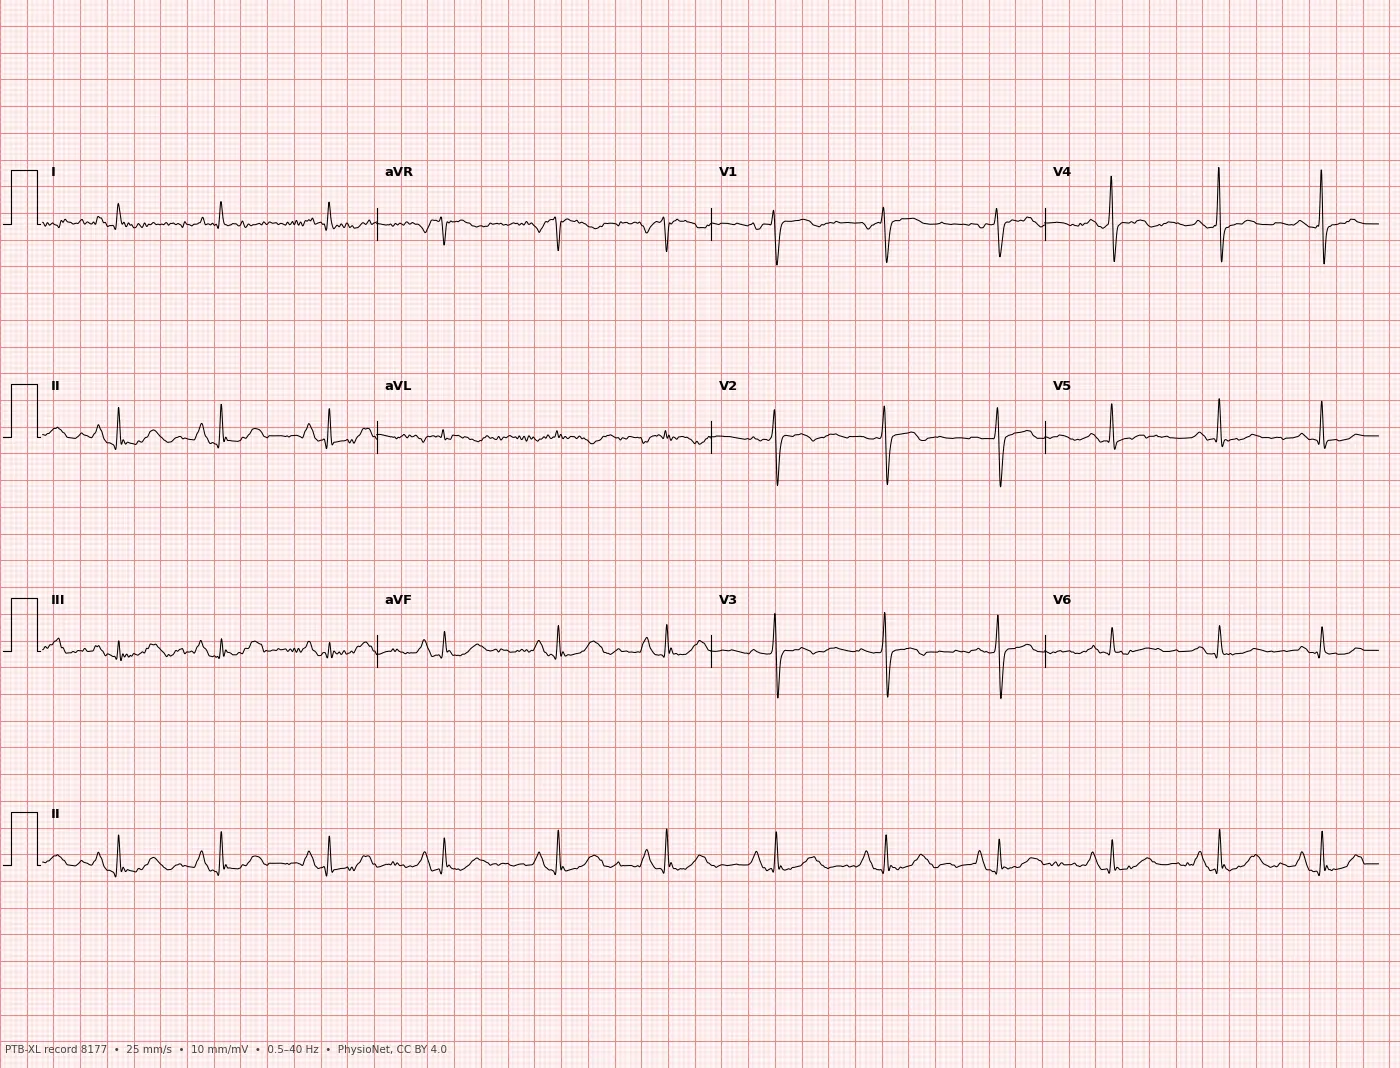 I aVR V1 V4
II aVL V2 V5
III aVF V3 V6
II
PTB-XL record 8177 • 25 mm/s • 10 mm/mV • 0.5–40 Hz • PhysioNet, CC BY 4.0